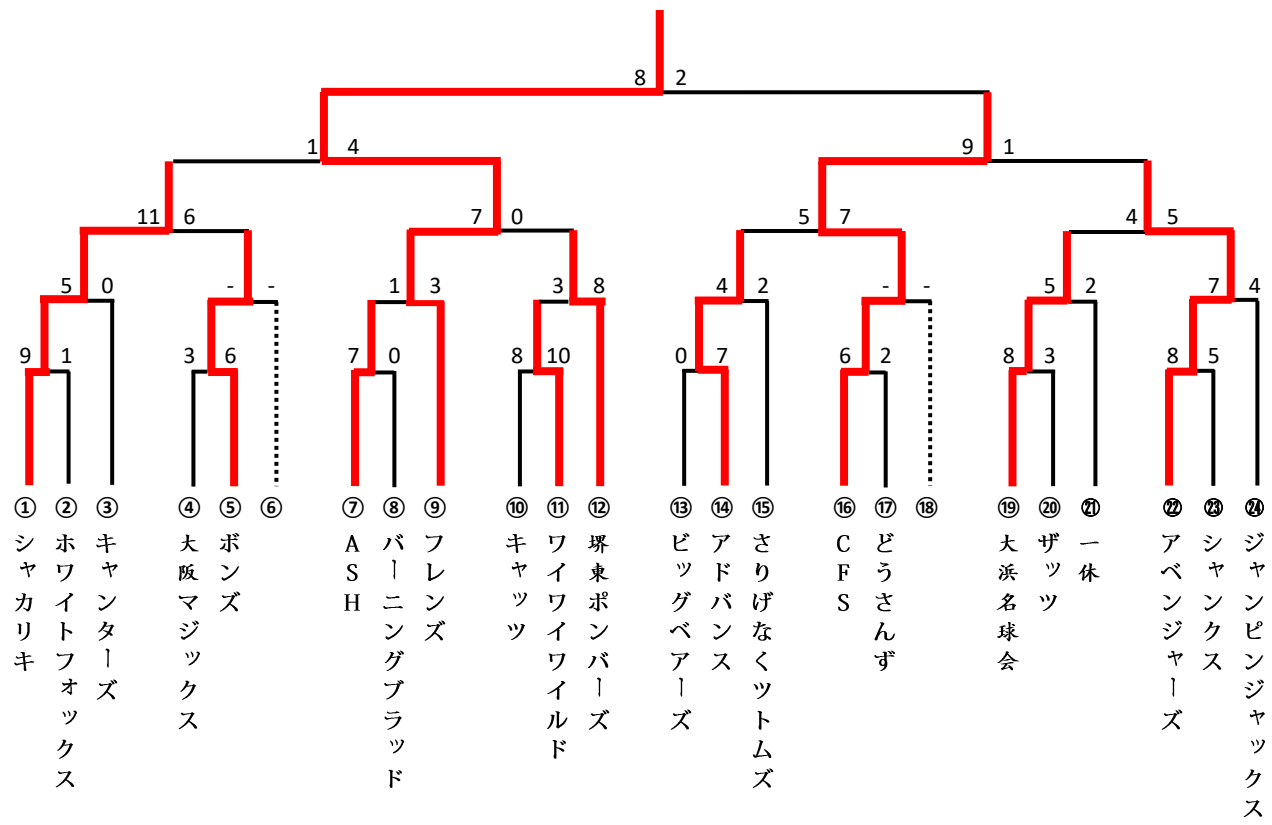 8 2
1 4
9 1
11 6
7 0
5 7
4 5
5 0
- -
1 3
3 8
4 2
- -
5 2
7 4
9 1
3 6
7 0
8 10
0 7
6 2
8 3
8 5
① ② ③ ④ ⑤ ⑥ ⑦ ⑧ ⑨ ⑩ ⑪ ⑫ ⑬ ⑭ ⑮ ⑯ ⑰ ⑱ ⑲ ⑳ ㉑ ㉒ ㉓ ㉔
シャカリキ
ホワイトフォックス
キャンターズ
大阪マジックス
ボンズ
ASH
バーニングブラッド
フレンズ
キャッツ
ワイワイワイルド
堺東ポンバーズ
ビッグベアーズ
アドバンス
さりげなくツトムズ
CFS
どうさんず
大浜名球会
ザッツ
一休
アベンジャーズ
シャンクス
ジャンピンジャックス